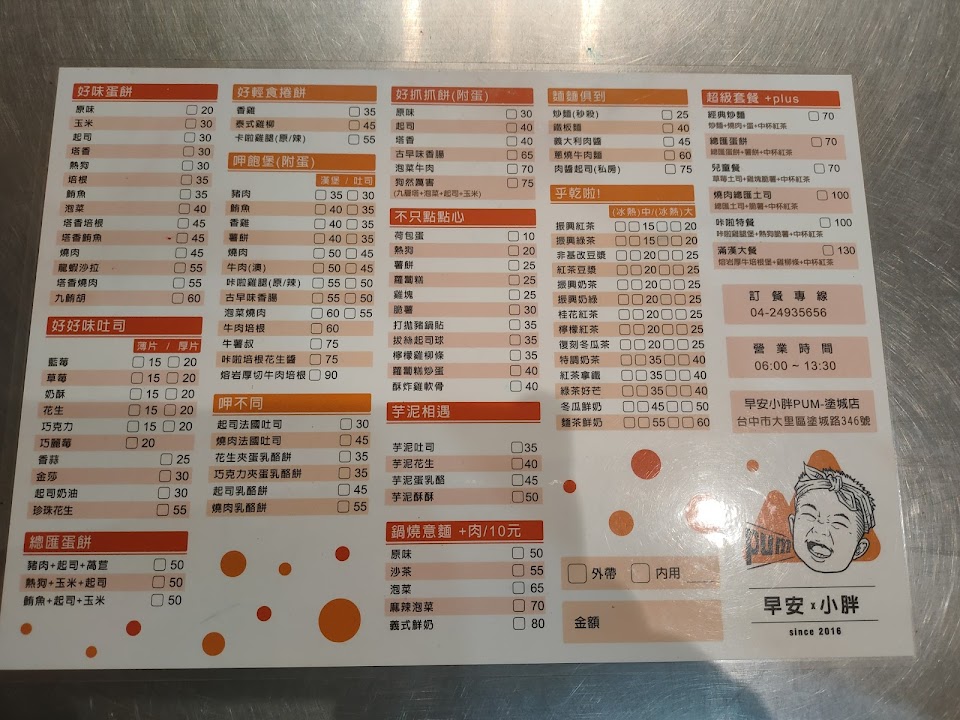 好味蛋餅
原味 20
玉米 30
起司 30
塔香 30
熱狗 30
培根 35
鮪魚 35
泡菜 40
塔香培根 45
塔香鮪魚 45
燒肉 45
龍蝦沙拉 55
塔香燒肉 55
九鮪胡 60
好好味吐司
薄片 / 厚片
藍莓 15 20
草莓 15 20
奶酥 15 20
花生 15 20
巧克力 15 20
巧麗莓 20
香蒜 25
金莎 30
起司奶油 30
珍珠花生 55
總匯蛋餅
豬肉+起司+萵苣 50
熱狗+玉米+起司 50
鮪魚+起司+玉米 50
好輕食捲餅
香雞 35
泰式雞柳 45
卡啦雞腿(原/辣) 55
呷飽堡(附蛋)
漢堡 / 吐司
豬肉 35 30
鮪魚 40 35
香雞 40 35
薯餅 40 35
燒肉 50 45
牛肉(澳) 50 45
咔啦雞腿(原/辣) 55 50
古早味香腸 55 50
泡菜燒肉 60 55
牛肉培根 60
牛薯叔 75
咔啦培根花生醬 75
熔岩厚切牛肉培根 90
呷不同
起司法國吐司 30
燒肉法國吐司 45
花生夾蛋乳酪餅 35
巧克力夾蛋乳酪餅 35
起司乳酪餅 45
燒肉乳酪餅 55
好抓抓餅(附蛋)
原味 30
起司 40
塔香 40
古早味香腸 65
泡菜牛肉 70
狗然厲害 75
(九層塔+泡菜+起司+玉米)
不只點點心
荷包蛋 10
熱狗 20
薯餅 25
蘿蔔糕 25
雞塊 25
脆薯 30
打拋豬鍋貼 35
拔絲起司球 35
檸檬雞柳條 35
蘿蔔糕炒蛋 40
酥炸雞軟骨 40
芋泥相遇
芋泥吐司 35
芋泥花生 40
芋泥蛋乳酪 45
芋泥酥酥 50
鍋燒意麵 +肉/10元
原味 50
沙茶 55
泡菜 65
麻辣泡菜 70
義式鮮奶 80
麵麵俱到
炒麵(秒殺) 25
鐵板麵 40
義大利肉醬 45
蔥燒牛肉麵 60
肉醬起司(私房) 75
乎乾啦!
(冰熱)中/(冰熱)大
振興紅茶 15 20
振興綠茶 15 20
非基改豆漿 20 25
紅茶豆漿 20 25
振興奶茶 20 25
振興奶綠 20 25
桂花紅茶 20 25
檸檬紅茶 20 25
復刻冬瓜茶 20 25
特調奶茶 35 40
紅茶拿鐵 35 40
綠茶好芒 35 40
冬瓜鮮奶 45 50
麵茶鮮奶 55 60
外帶 內用
金額
超級套餐 +plus
經典炒麵 70
炒麵+燒肉+蛋+中杯紅茶
總匯蛋餅 70
總匯蛋餅+薯餅+中杯紅茶
兒童餐 70
草莓土司+雞塊脆薯+中杯紅茶
燒肉總匯土司 100
總匯土司+脆薯+中杯紅茶
咔啦特餐 100
咔啦雞腿堡+熱狗脆薯+中杯紅茶
滿漢大餐 130
熔岩厚牛培根堡+雞柳條+中杯紅茶
訂餐專線
04-24935656
營業時間
06:00 ~ 13:30
早安小胖PUM-塗城店
台中市大里區塗城路346號
早安 x 小胖
since 2016